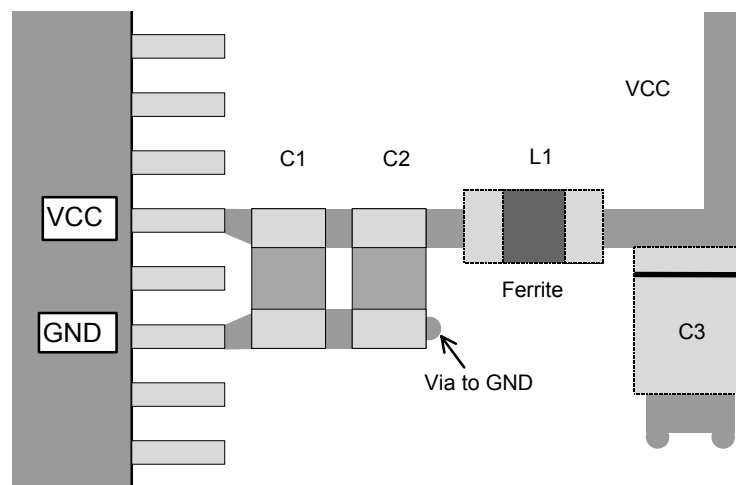 VCC
C1
C2
L1
VCC
Ferrite
GND
C3
Via to GND